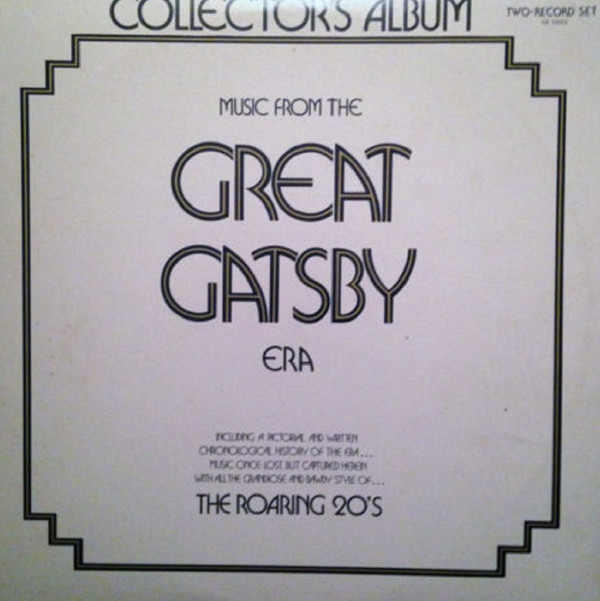 COLLECTOR'S ALBUM
TWO-RECORD SET
MUSIC FROM THE
GREAT
GATSBY
ERA
INCLUDING A PICTORIAL AND WRITTEN
CHRONOLOGICAL HISTORY OF THE ERA...
MUSIC ONCE LOST BUT CAPTURED HEREIN
WITH ALL THE GRANDIOSE AND BAWDY STYLE OF...
THE ROARING 20'S